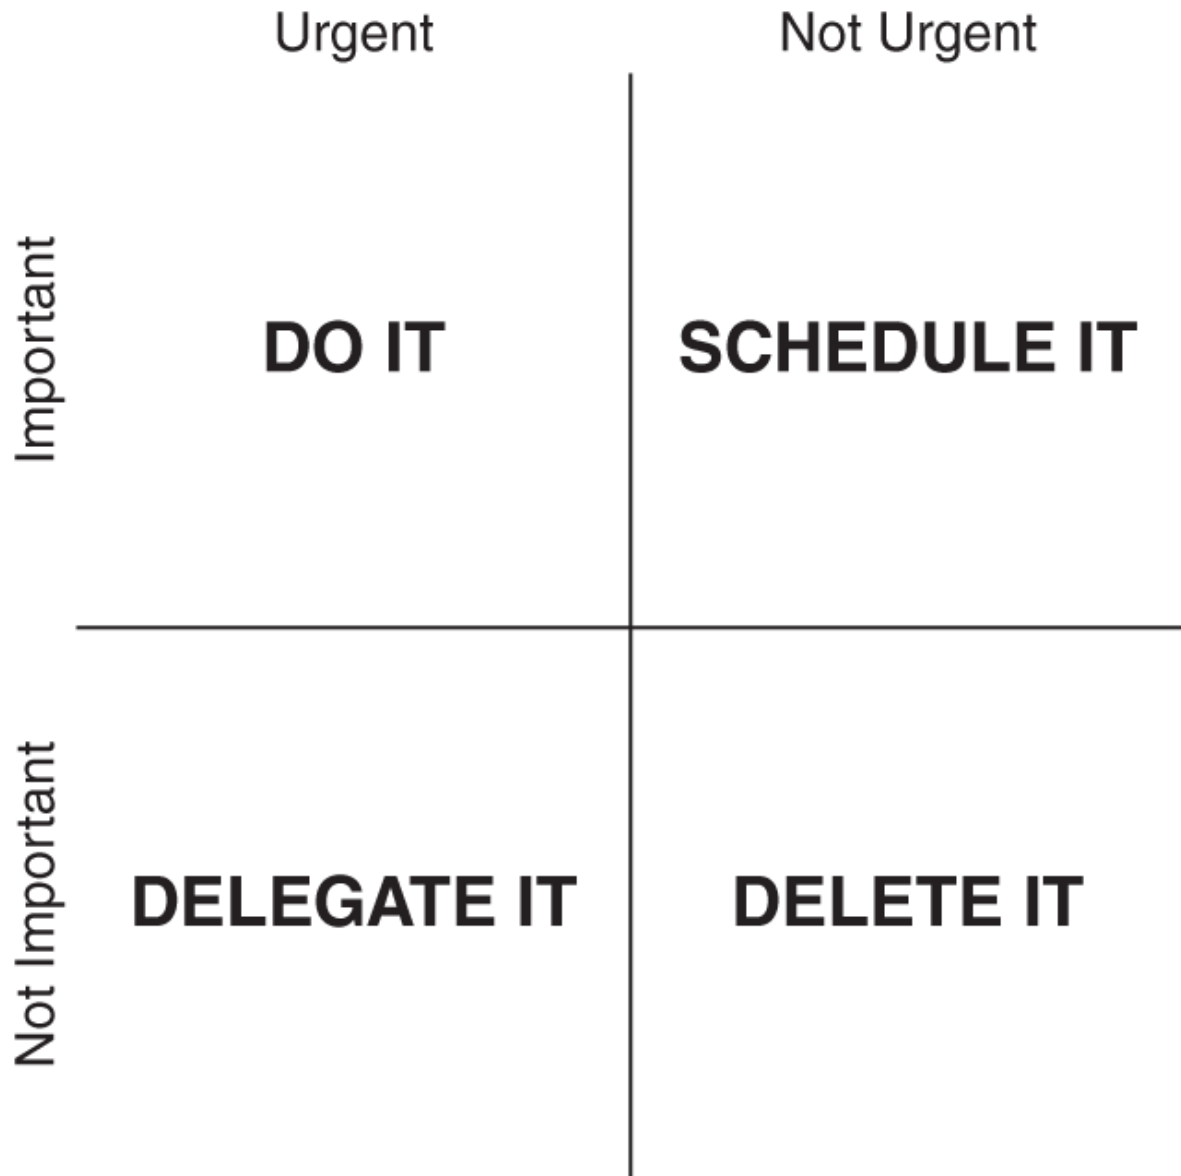 Urgent
Not Urgent
Important
DO IT
SCHEDULE IT
Not Important
DELEGATE IT
DELETE IT